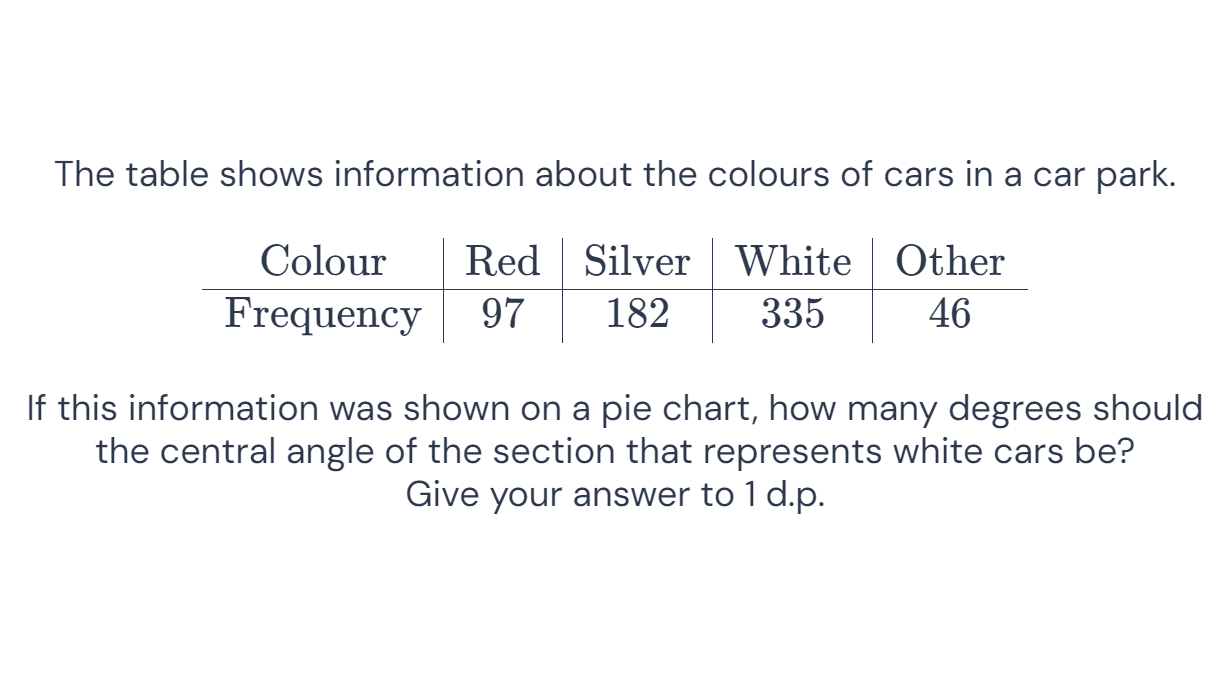 The table shows information about the colours of cars in a car park.
Colour Red Silver White Other
Frequency 97 182 335 46
If this information was shown on a pie chart, how many degrees should
the central angle of the section that represents white cars be?
Give your answer to 1 d.p.